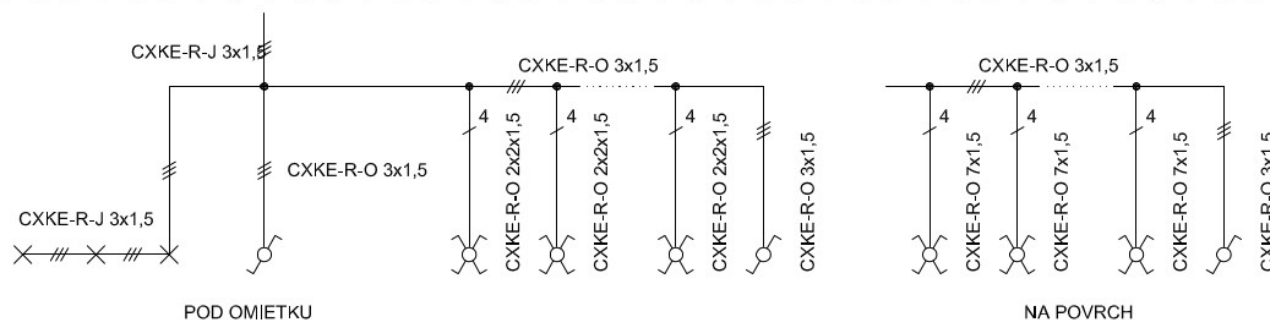 CXKE-R-J 3x1,5
CXKE-R-O 3x1,5
CXKE-R-O 3x1,5
4
4
4
4
4
4
CXKE-R-O 3x1,5
CXKE-R-J 3x1,5
CXKE-R-O 2x2x1,5
CXKE-R-O 2x2x1,5
CXKE-R-O 2x2x1,5
CXKE-R-O 3x1,5
CXKE-R-O 7x1,5
CXKE-R-O 7x1,5
CXKE-R-O 7x1,5
CXKE-R-O 3x1,5
POD OMIETKU
NA POVRCH